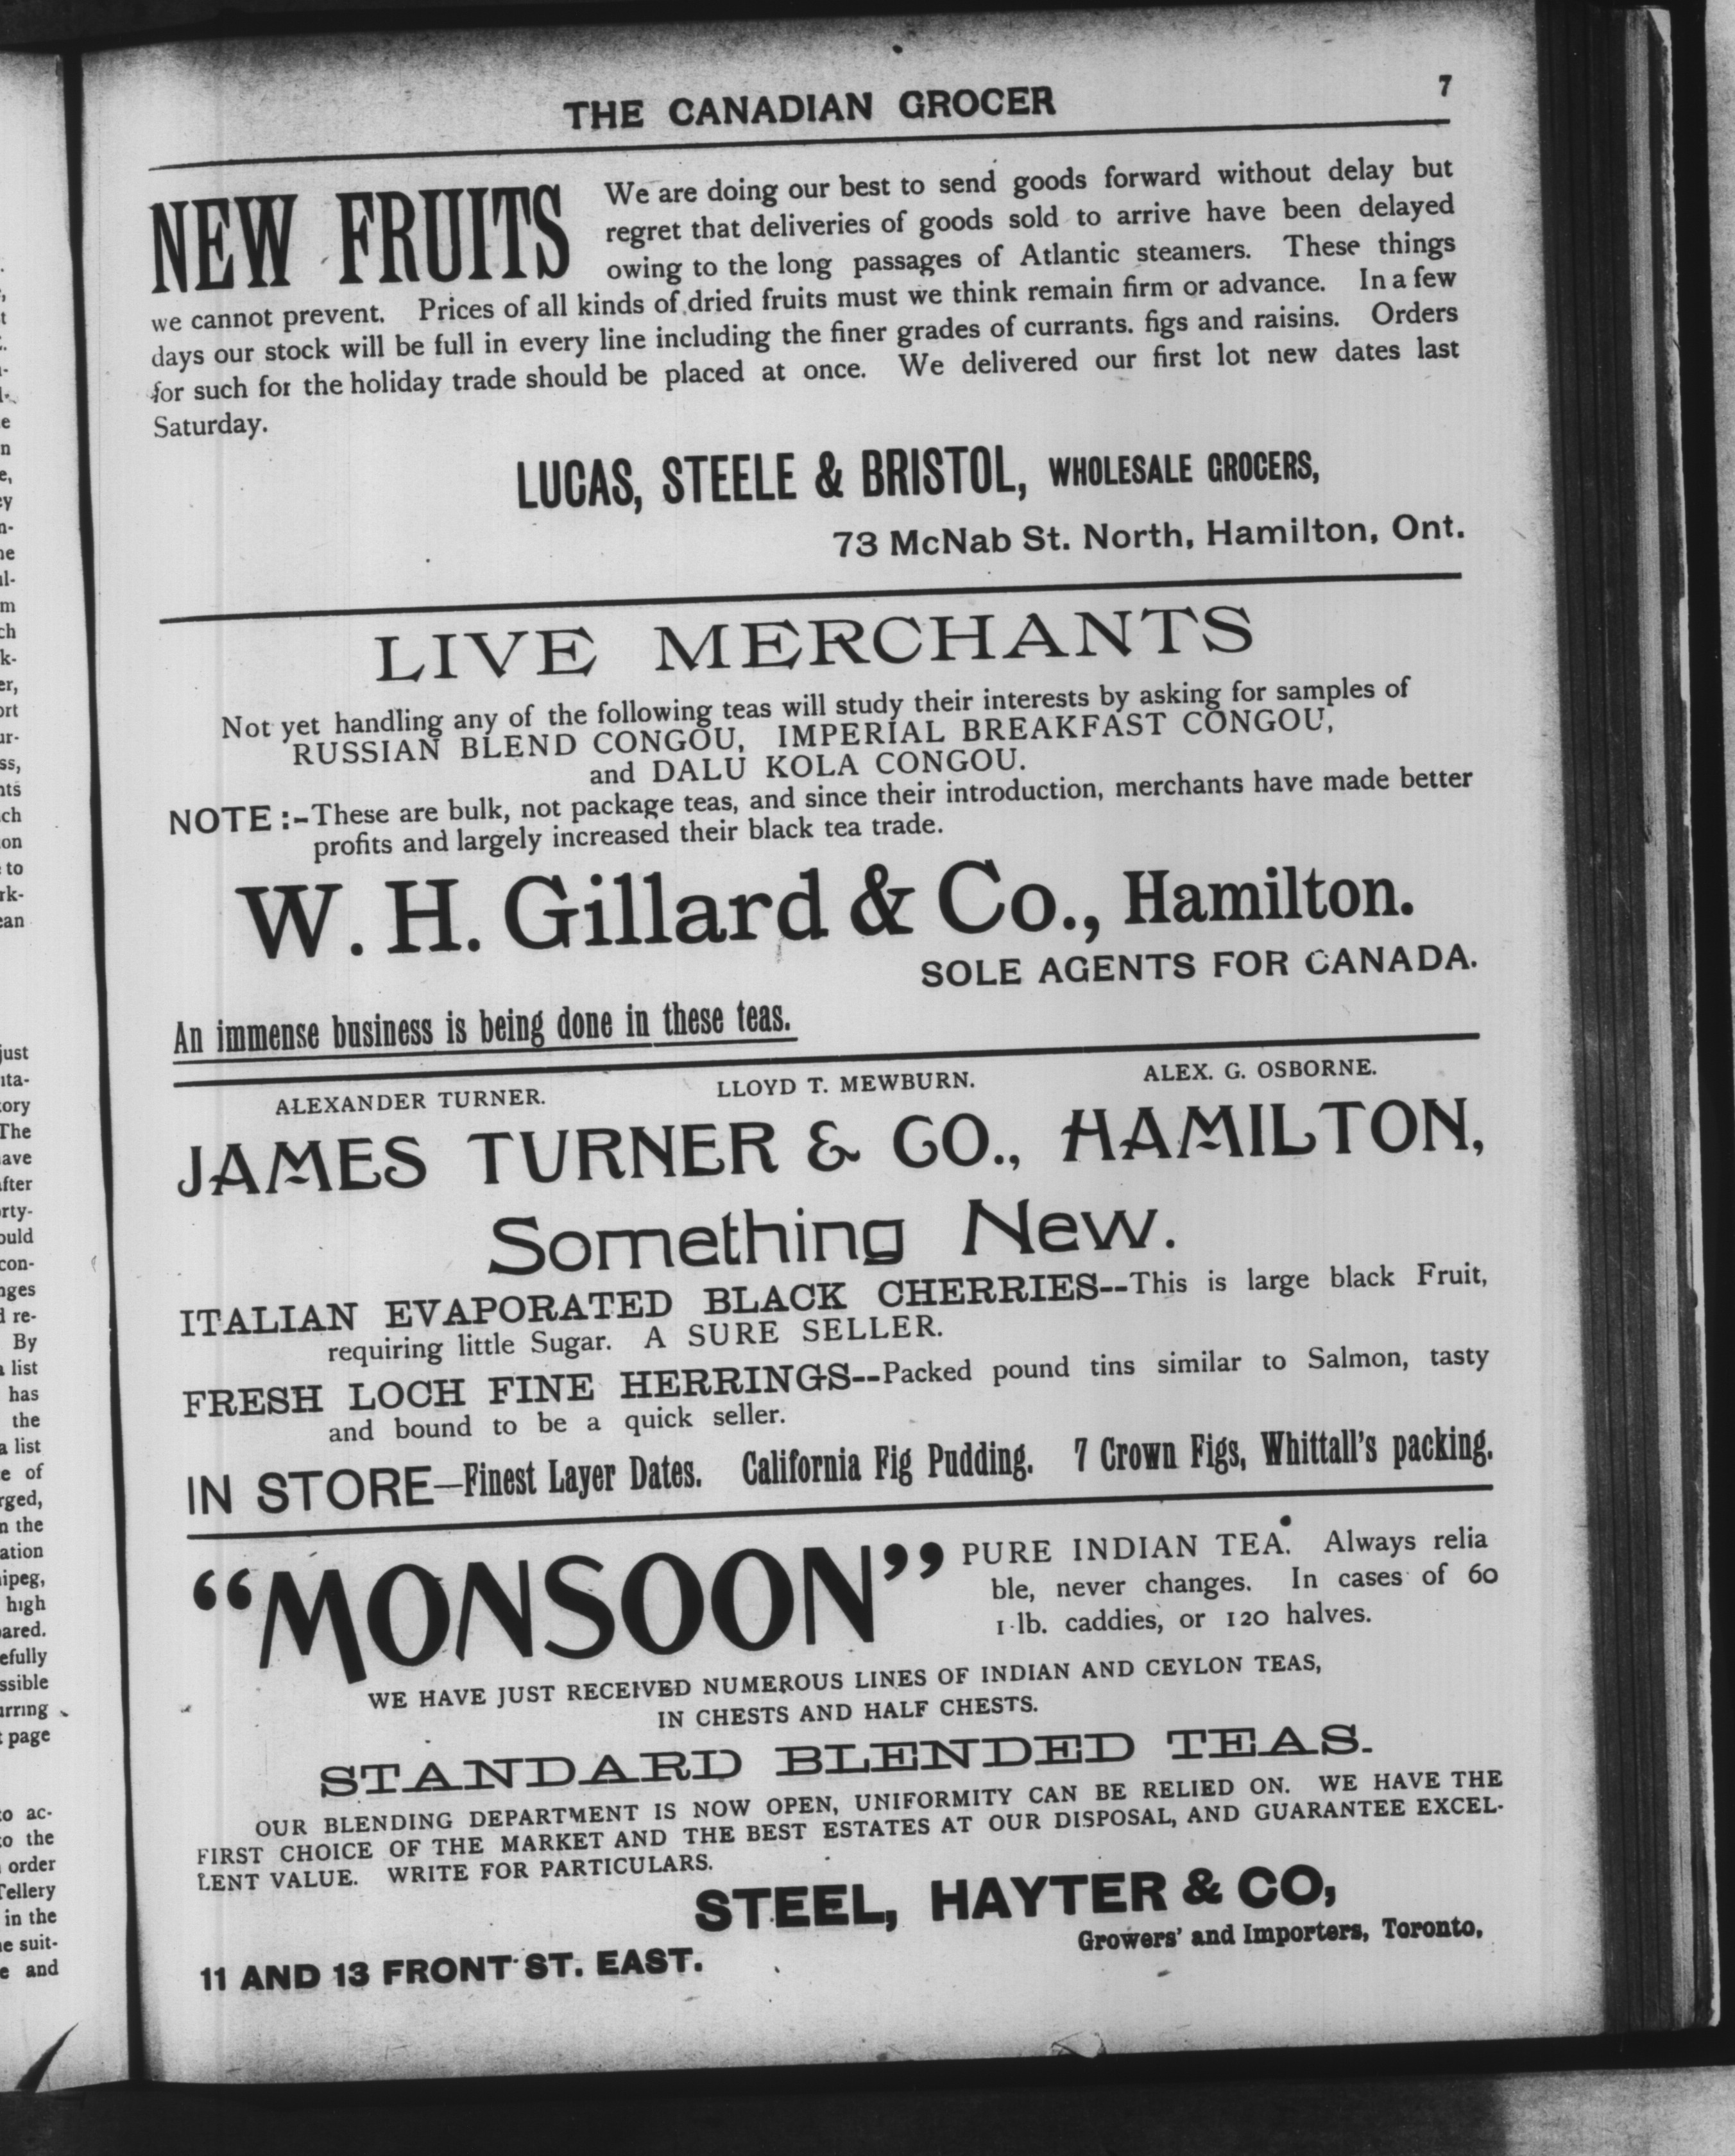 THE CANADIAN GROCER
7
NEW FRUITS
We are doing our best to send goods forward without delay but
regret that deliveries of goods sold to arrive have been delayed
owing to the long passages of Atlantic steamers. These things
we cannot prevent. Prices of all kinds of dried fruits must we think remain firm or advance. In a few
days our stock will be full in every line including the finer grades of currants. figs and raisins. Orders
for such for the holiday trade should be placed at once. We delivered our first lot new dates last
Saturday.
LUCAS, STEELE & BRISTOL, WHOLESALE GROCERS,
73 McNab St. North, Hamilton, Ont.
LIVE MERCHANTS
Not yet handling any of the following teas will study their interests by asking for samples of
RUSSIAN BLEND CONGOU, IMPERIAL BREAKFAST CONGOU,
and DALU KOLA CONGOU.
NOTE :-These are bulk, not package teas, and since their introduction, merchants have made better
profits and largely increased their black tea trade.
W. H. Gillard & Co., Hamilton.
SOLE AGENTS FOR CANADA.
An immense business is being done in these teas.
ALEXANDER TURNER. LLOYD T. MEWBURN. ALEX. G. OSBORNE.
JAMES TURNER & CO., HAMILTON,
Something New.
ITALIAN EVAPORATED BLACK CHERRIES--This is large black Fruit,
requiring little Sugar. A SURE SELLER.
FRESH LOCH FINE HERRINGS--Packed pound tins similar to Salmon, tasty
and bound to be a quick seller.
IN STORE—Finest Layer Dates. California Fig Pudding. 7 Crown Figs, Whittall's packing.
“MONSOON” PURE INDIAN TEA. Always relia
ble, never changes. In cases of 60
1-lb. caddies, or 120 halves.
WE HAVE JUST RECEIVED NUMEROUS LINES OF INDIAN AND CEYLON TEAS,
IN CHESTS AND HALF CHESTS.
STANDARD BLENDED TEAS.
OUR BLENDING DEPARTMENT IS NOW OPEN, UNIFORMITY CAN BE RELIED ON. WE HAVE THE
FIRST CHOICE OF THE MARKET AND THE BEST ESTATES AT OUR DISPOSAL, AND GUARANTEE EXCEL-
LENT VALUE. WRITE FOR PARTICULARS.
STEEL, HAYTER & CO,
Growers' and Importers, Toronto,
11 AND 13 FRONT ST. EAST.